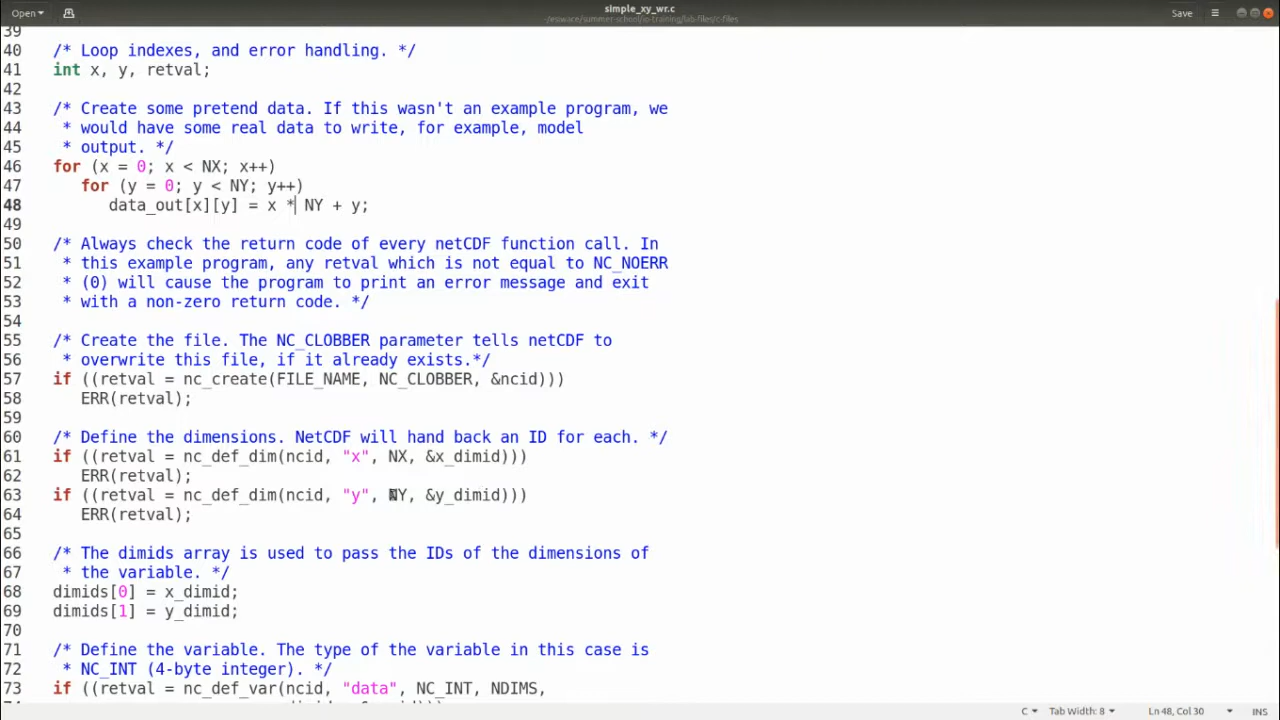 Open
simple_xy_wr.c
Save
39
40 /* Loop indexes, and error handling. */
41 int x, y, retval;
42
43 /* Create some pretend data. If this wasn't an example program, we
44 * would have some real data to write, for example, model
45 * output. */
46 for (x = 0; x < NX; x++)
47 for (y = 0; y < NY; y++)
48 data_out[x][y] = x * NY + y;
49
50 /* Always check the return code of every netCDF function call. In
51 * this example program, any retval which is not equal to NC_NOERR
52 * (0) will cause the program to print an error message and exit
53 * with a non-zero return code. */
54
55 /* Create the file. The NC_CLOBBER parameter tells netCDF to
56 * overwrite this file, if it already exists.*/
57 if ((retval = nc_create(FILE_NAME, NC_CLOBBER, &ncid)))
58 ERR(retval);
59
60 /* Define the dimensions. NetCDF will hand back an ID for each. */
61 if ((retval = nc_def_dim(ncid, "x", NX, &x_dimid)))
62 ERR(retval);
63 if ((retval = nc_def_dim(ncid, "y", NY, &y_dimid)))
64 ERR(retval);
65
66 /* The dimids array is used to pass the IDs of the dimensions of
67 * the variable. */
68 dimids[0] = x_dimid;
69 dimids[1] = y_dimid;
70
71 /* Define the variable. The type of the variable in this case is
72 * NC_INT (4-byte integer). */
73 if ((retval = nc_def_var(ncid, "data", NC_INT, NDIMS,
C Tab Width: 8 Ln 48, Col 30 INS